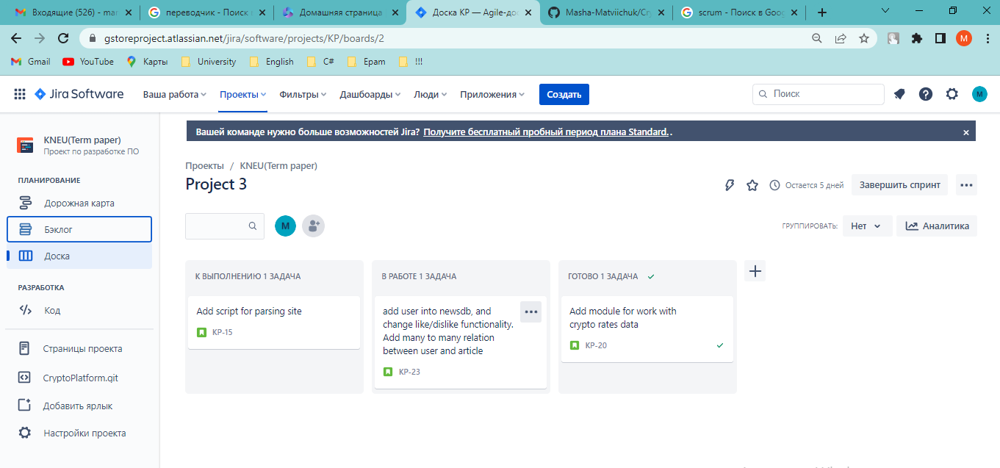 Входящие (526) - mar
переводчик - Поиск
Домашняя страница
Доска КР — Agile-дос
Masha-Matviichuk/Cry
scrum - Поиск в Goog
gstoreproject.atlassian.net/jira/software/projects/KP/boards/2
M
Gmail
YouTube
Карты
University
English
C#
Epam
!!!
Jira Software
Ваша работа
Проекты
Фильтры
Дашборды
Люди
Приложения
Создать
Поиск
M
KNEU(Term paper)
Проект по разработке ПО
ПЛАНИРОВАНИЕ
Дорожная карта
Бэклог
Доска
РАЗРАБОТКА
Код
Страницы проекта
CryptoPlatform.git
Добавить ярлык
Настройки проекта
Вашей команде нужно больше возможностей Jira? Получите бесплатный пробный период плана Standard..
Проекты / KNEU(Term paper)
Project 3
Остается 5 дней
Завершить спринт
M
ГРУППИРОВАТЬ:
Нет
Аналитика
К ВЫПОЛНЕНИЮ 1 ЗАДАЧА
Add script for parsing site
KP-15
В РАБОТЕ 1 ЗАДАЧА
add user into newsdb, and
change like/dislike functionality.
Add many to many relation
between user and article
KP-23
ГОТОВО 1 ЗАДАЧА
Add module for work with
crypto rates data
KP-20